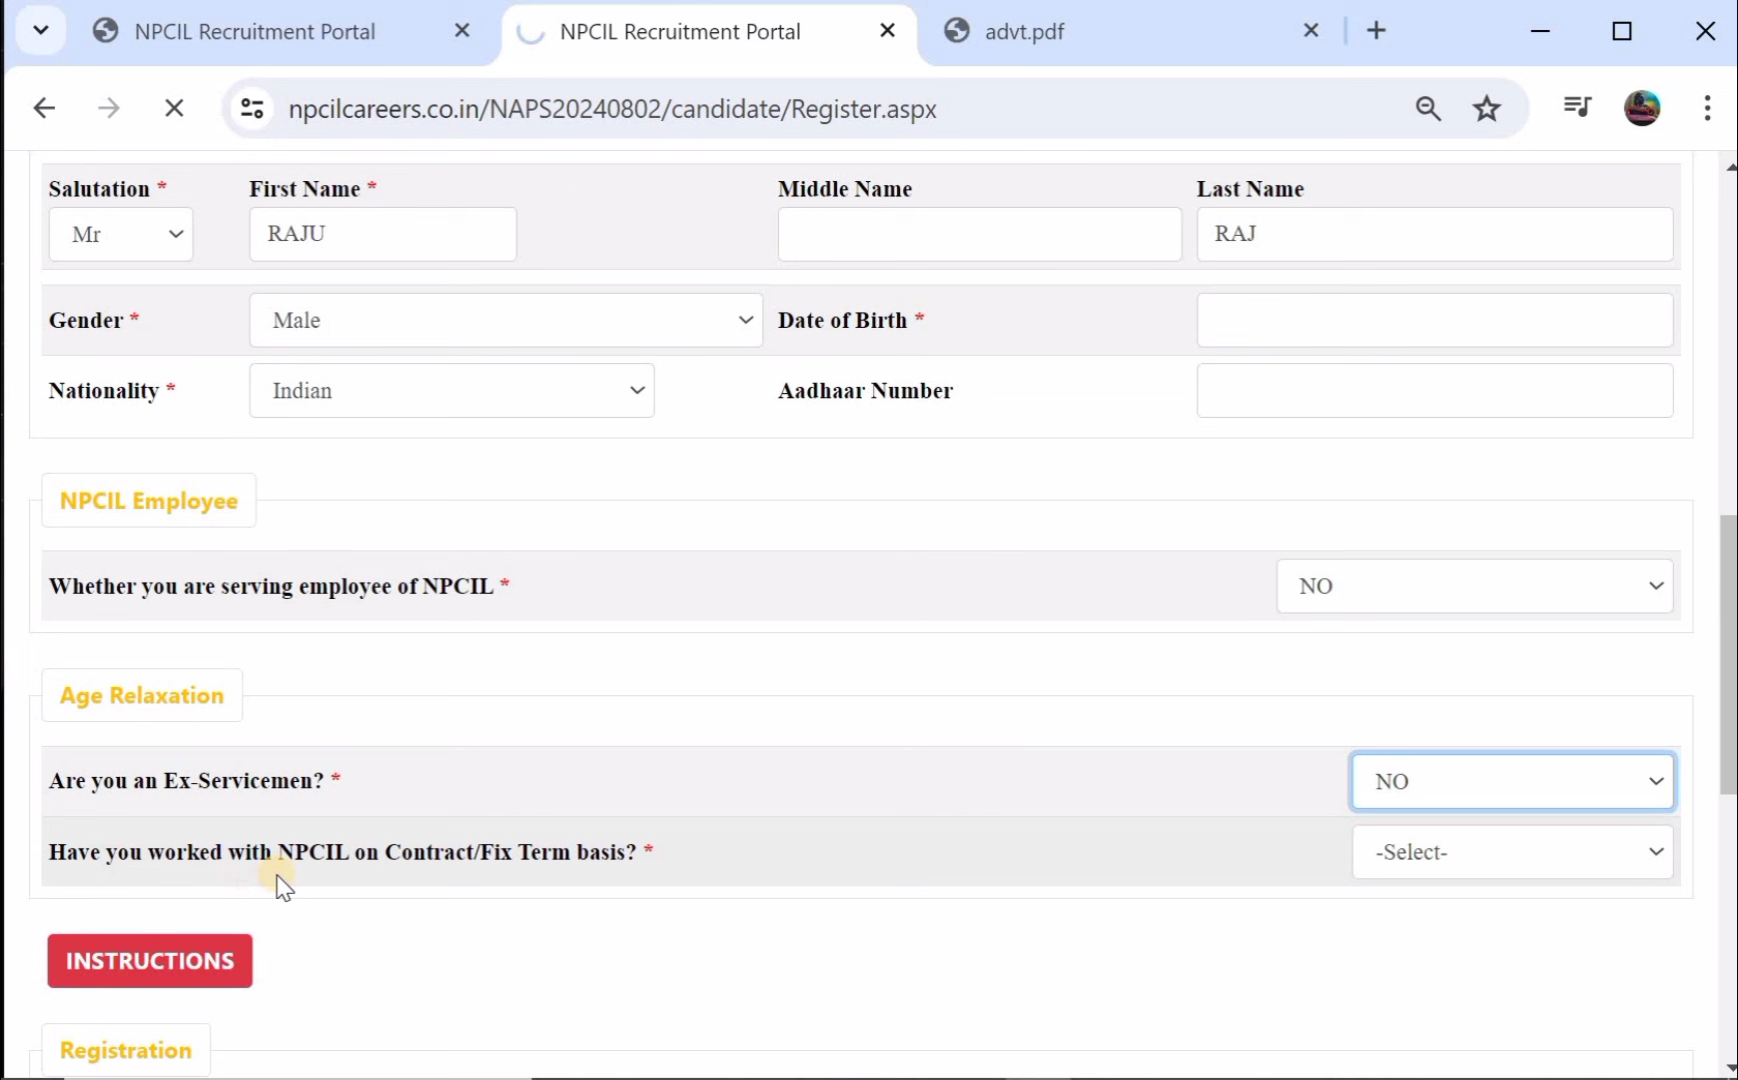 NPCIL Recruitment Portal
NPCIL Recruitment Portal
advt.pdf
npcilcareers.co.in/NAPS20240802/candidate/Register.aspx
Salutation * First Name * Middle Name Last Name
Mr RAJU RAJ
Gender * Male Date of Birth *
Nationality * Indian Aadhaar Number
NPCIL Employee
Whether you are serving employee of NPCIL * NO
Age Relaxation
Are you an Ex-Servicemen? * NO
Have you worked with NPCIL on Contract/Fix Term basis? * -Select-
INSTRUCTIONS
Registration